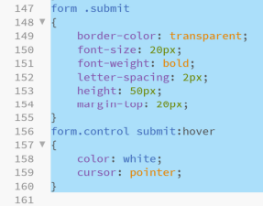 147 form .submit
148 ▼ {
149 border-color: transparent;
150 font-size: 20px;
151 font-weight: bold;
152 letter-spacing: 2px;
153 height: 50px;
154 margin-top: 20px;
155 }
156 form.control submit:hover
157 ▼ {
158 color: white;
159 cursor: pointer;
160 }
161